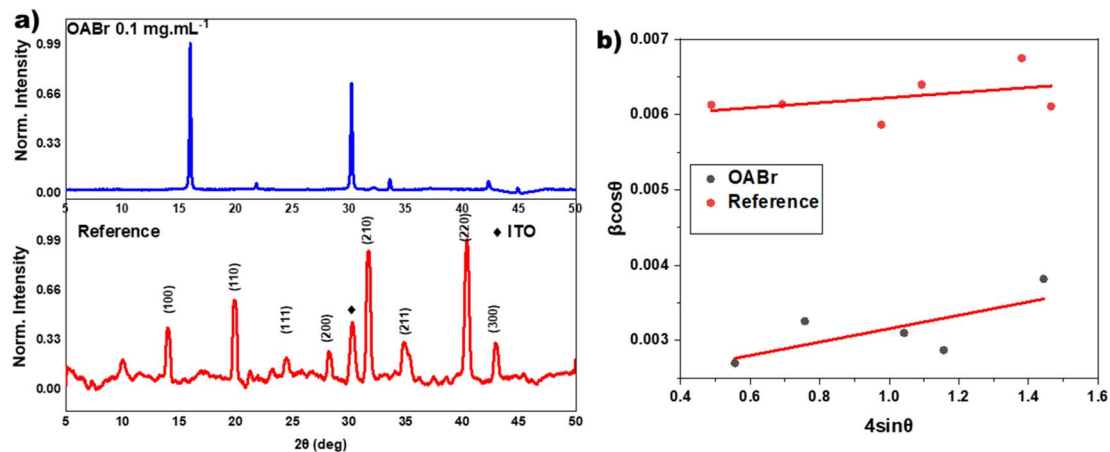 a)
OABr 0.1 mg.mL-1
Norm. Intensity
0.99
0.66
0.33
0.00
5 10 15 20 25 30 35 40 45 50
Reference
♦ ITO
Norm. Intensity
0.99
0.66
0.33
0.00
(100)
(110)
(111)
(200)
(210)
(211)
(220)
(300)
5 10 15 20 25 30 35 40 45 50
2θ (deg)
b)
βcosθ
0.007
0.006
0.005
0.004
0.003
OABr
Reference
0.4 0.6 0.8 1.0 1.2 1.4 1.6
4sinθ